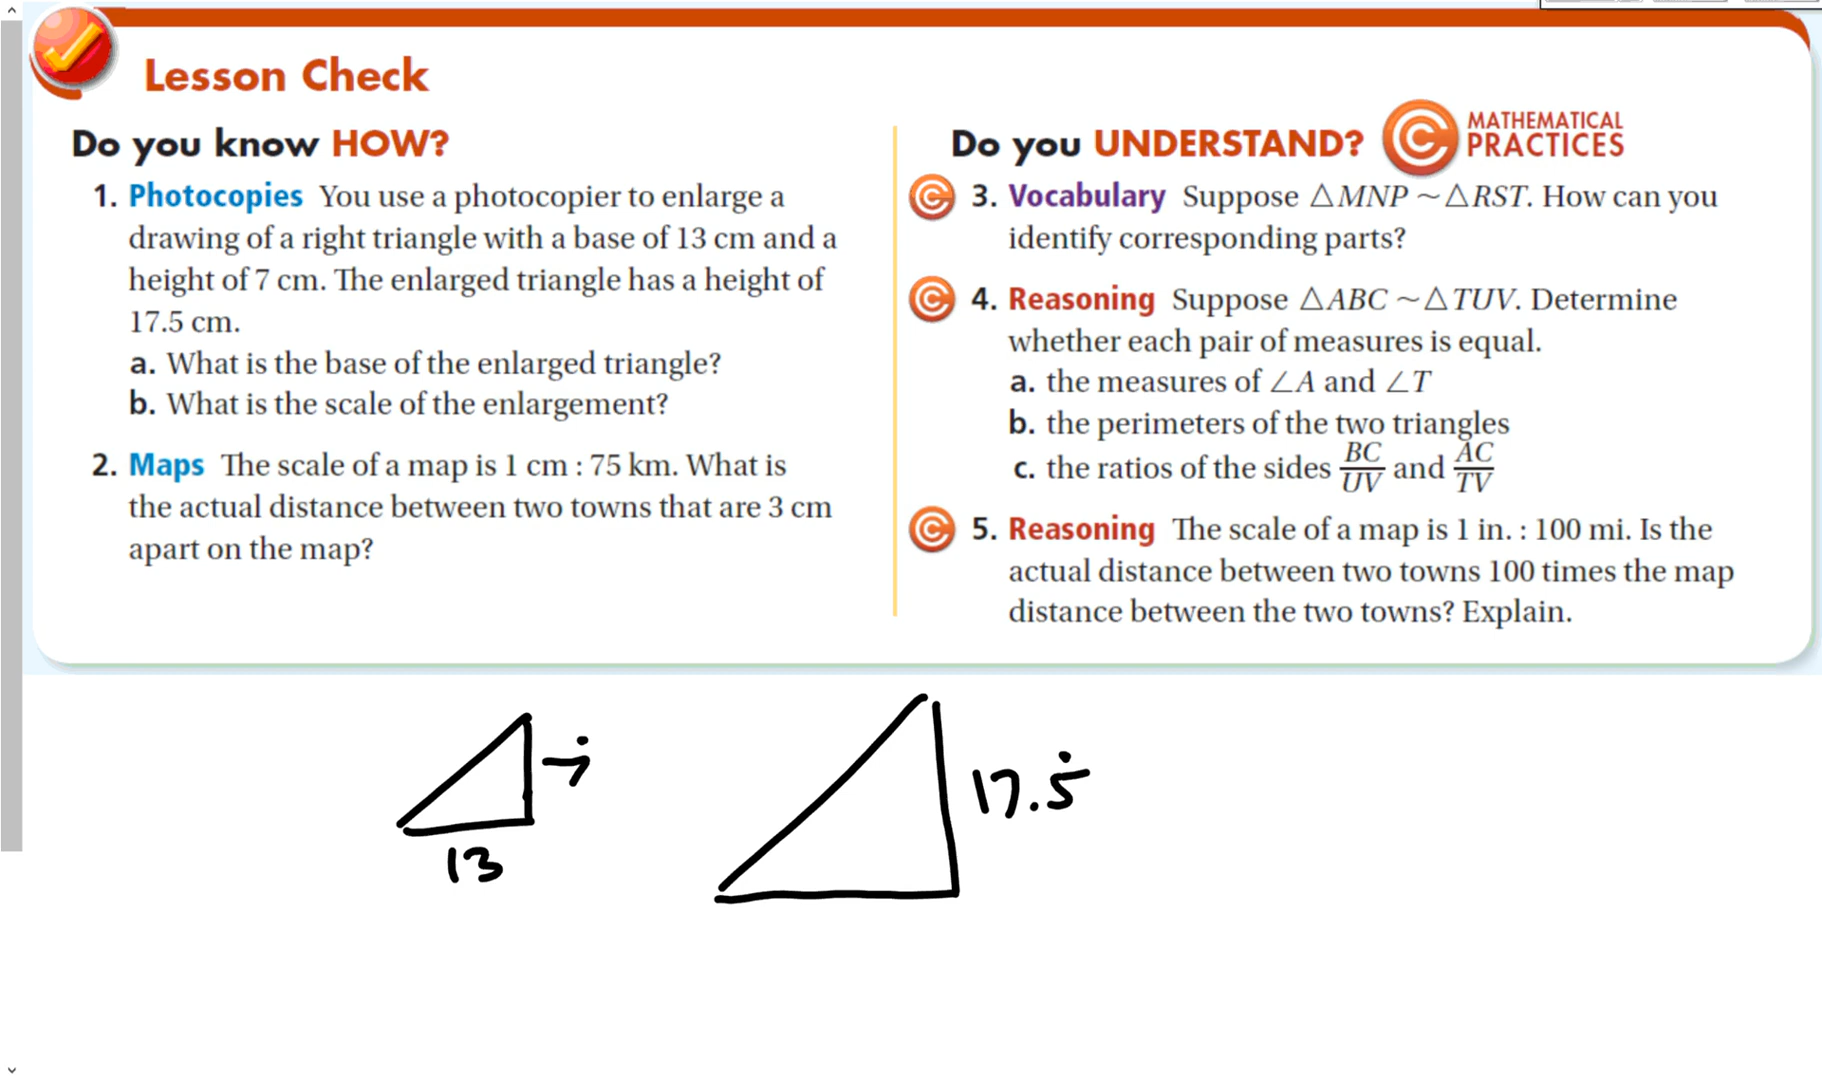 Lesson Check
Do you know HOW?
1. Photocopies You use a photocopier to enlarge a
drawing of a right triangle with a base of 13 cm and a
height of 7 cm. The enlarged triangle has a height of
17.5 cm.
a. What is the base of the enlarged triangle?
b. What is the scale of the enlargement?
2. Maps The scale of a map is 1 cm : 75 km. What is
the actual distance between two towns that are 3 cm
apart on the map?
Do you UNDERSTAND?
MATHEMATICAL
PRACTICES
3. Vocabulary Suppose △MNP ~ △RST. How can you
identify corresponding parts?
4. Reasoning Suppose △ABC ~ △TUV. Determine
whether each pair of measures is equal.
a. the measures of ∠A and ∠T
b. the perimeters of the two triangles
c. the ratios of the sides BC/UV and AC/TV
5. Reasoning The scale of a map is 1 in. : 100 mi. Is the
actual distance between two towns 100 times the map
distance between the two towns? Explain.
7
13
17.5